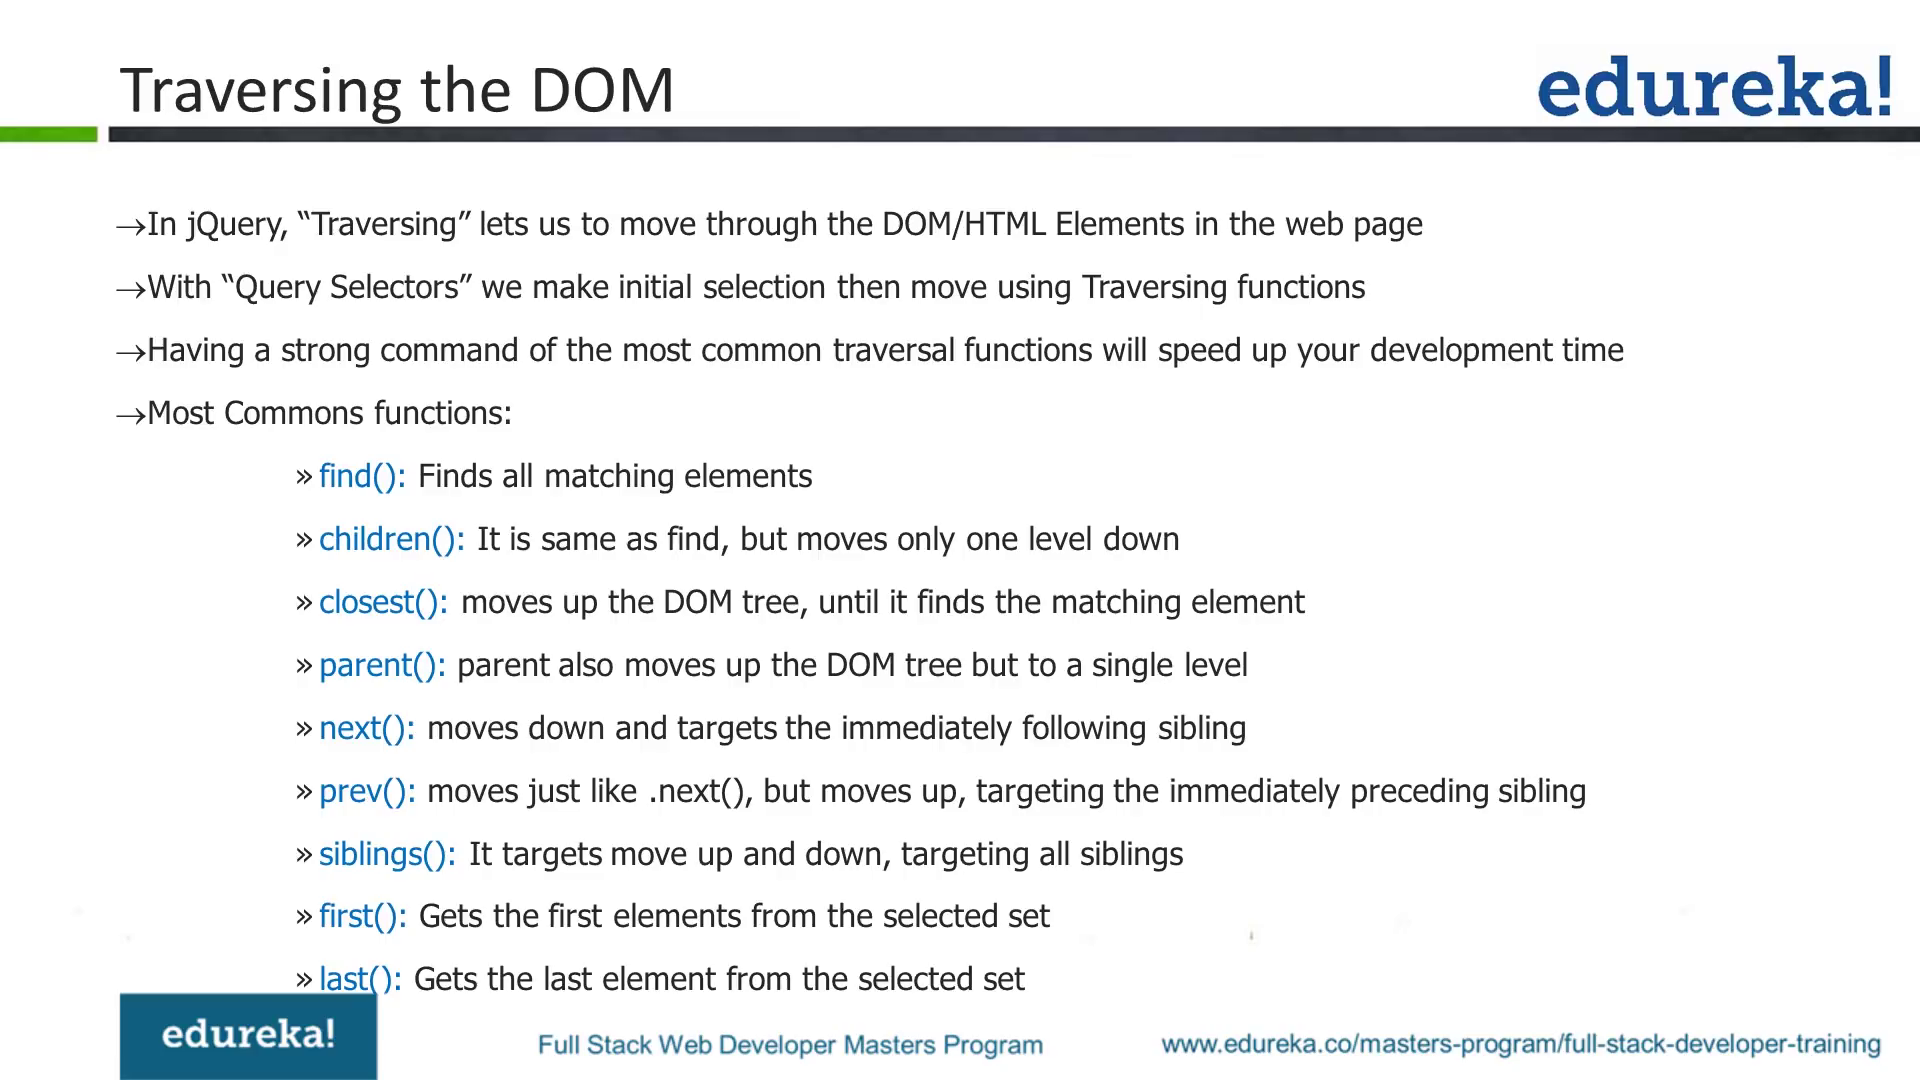 Traversing the DOM
edureka!
→In jQuery, “Traversing” lets us to move through the DOM/HTML Elements in the web page
→With “Query Selectors” we make initial selection then move using Traversing functions
→Having a strong command of the most common traversal functions will speed up your development time
→Most Commons functions:
» find(): Finds all matching elements
» children(): It is same as find, but moves only one level down
» closest(): moves up the DOM tree, until it finds the matching element
» parent(): parent also moves up the DOM tree but to a single level
» next(): moves down and targets the immediately following sibling
» prev(): moves just like .next(), but moves up, targeting the immediately preceding sibling
» siblings(): It targets move up and down, targeting all siblings
» first(): Gets the first elements from the selected set
» last(): Gets the last element from the selected set
edureka!
Full Stack Web Developer Masters Program
www.edureka.co/masters-program/full-stack-developer-training